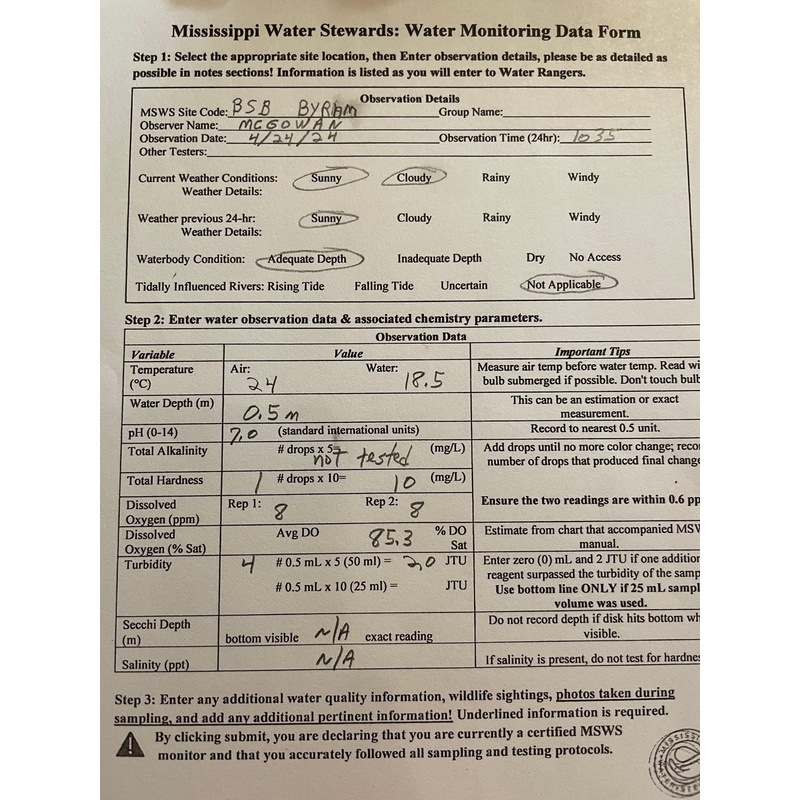 Mississippi Water Stewards: Water Monitoring Data Form
Step 1: Select the appropriate site location, then Enter observation details, please be as detailed as
possible in notes sections! Information is listed as you will enter to Water Rangers.
Observation Details
MSWS Site Code: BSB BYRAM Group Name:
Observer Name: MCGOWAN
Observation Date: 4/24/24 Observation Time (24hr): 1035
Other Testers:
Current Weather Conditions: Sunny Cloudy Rainy Windy
Weather Details:
Weather previous 24-hr: Sunny Cloudy Rainy Windy
Weather Details:
Waterbody Condition: Adequate Depth Inadequate Depth Dry No Access
Tidally Influenced Rivers: Rising Tide Falling Tide Uncertain Not Applicable
Step 2: Enter water observation data & associated chemistry parameters.
Observation Data
Variable Value Important Tips
Temperature Air: Water: Measure air temp before water temp. Read wi
(°C) 24 18.5 bulb submerged if possible. Don't touch bulb
Water Depth (m) 0.5 m This can be an estimation or exact
measurement.
pH (0-14) 7.0 (standard international units) Record to nearest 0.5 unit.
Total Alkalinity # drops x 5= not tested (mg/L) Add drops until no more color change; recor
number of drops that produced final change
Total Hardness 1 # drops x 10= 10 (mg/L)
Dissolved Rep 1: 8 Rep 2: 8 Ensure the two readings are within 0.6 pp
Oxygen (ppm)
Dissolved Avg DO 85.3 % DO Estimate from chart that accompanied MSW
Oxygen (% Sat) Sat manual.
Turbidity 4 # 0.5 mL x 5 (50 ml) = 20 JTU Enter zero (0) mL and 2 JTU if one addition
reagent surpassed the turbidity of the samp
# 0.5 mL x 10 (25 ml) = JTU Use bottom line ONLY if 25 mL sampl
volume was used.
Secchi Depth Do not record depth if disk hits bottom wh
(m) bottom visible N/A exact reading visible.
Salinity (ppt) N/A If salinity is present, do not test for hardnes
Step 3: Enter any additional water quality information, wildlife sightings, photos taken during
sampling, and add any additional pertinent information! Underlined information is required.
By clicking submit, you are declaring that you are currently a certified MSWS
monitor and that you accurately followed all sampling and testing protocols.